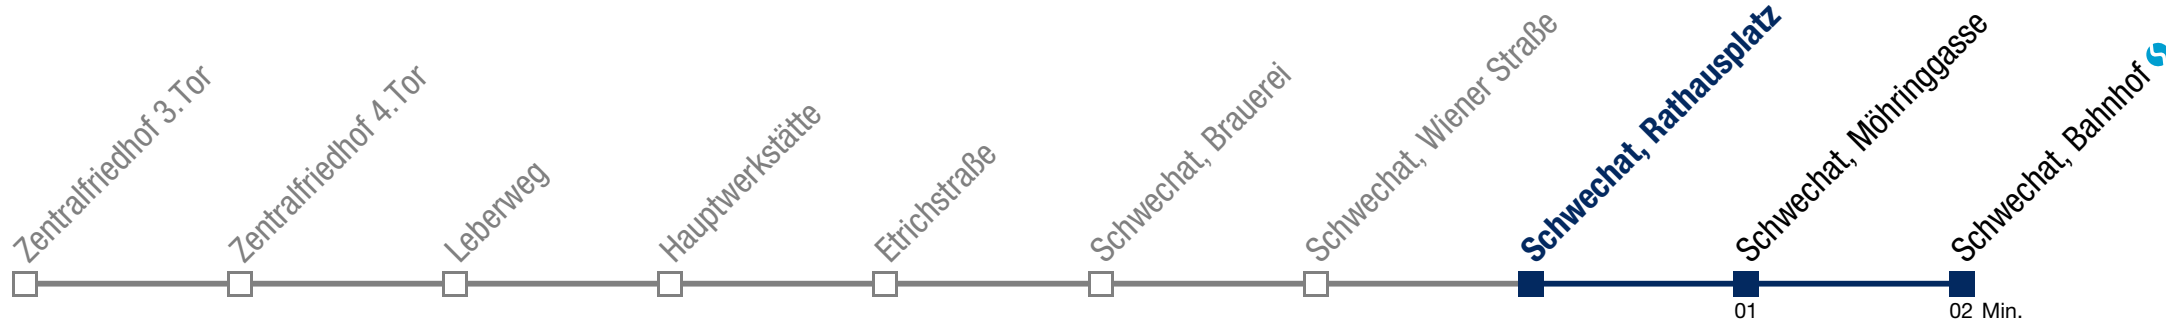 Zentralfriedhof 3.Tor
Zentralfriedhof 4.Tor
Leberweg
Hauptwerkstätte
Etrichstraße
Schwechat, Brauerei
Schwechat, Wiener Straße
Schwechat, Rathausplatz
Schwechat, Möhringgasse
Schwechat, Bahnhof
01
02 Min.